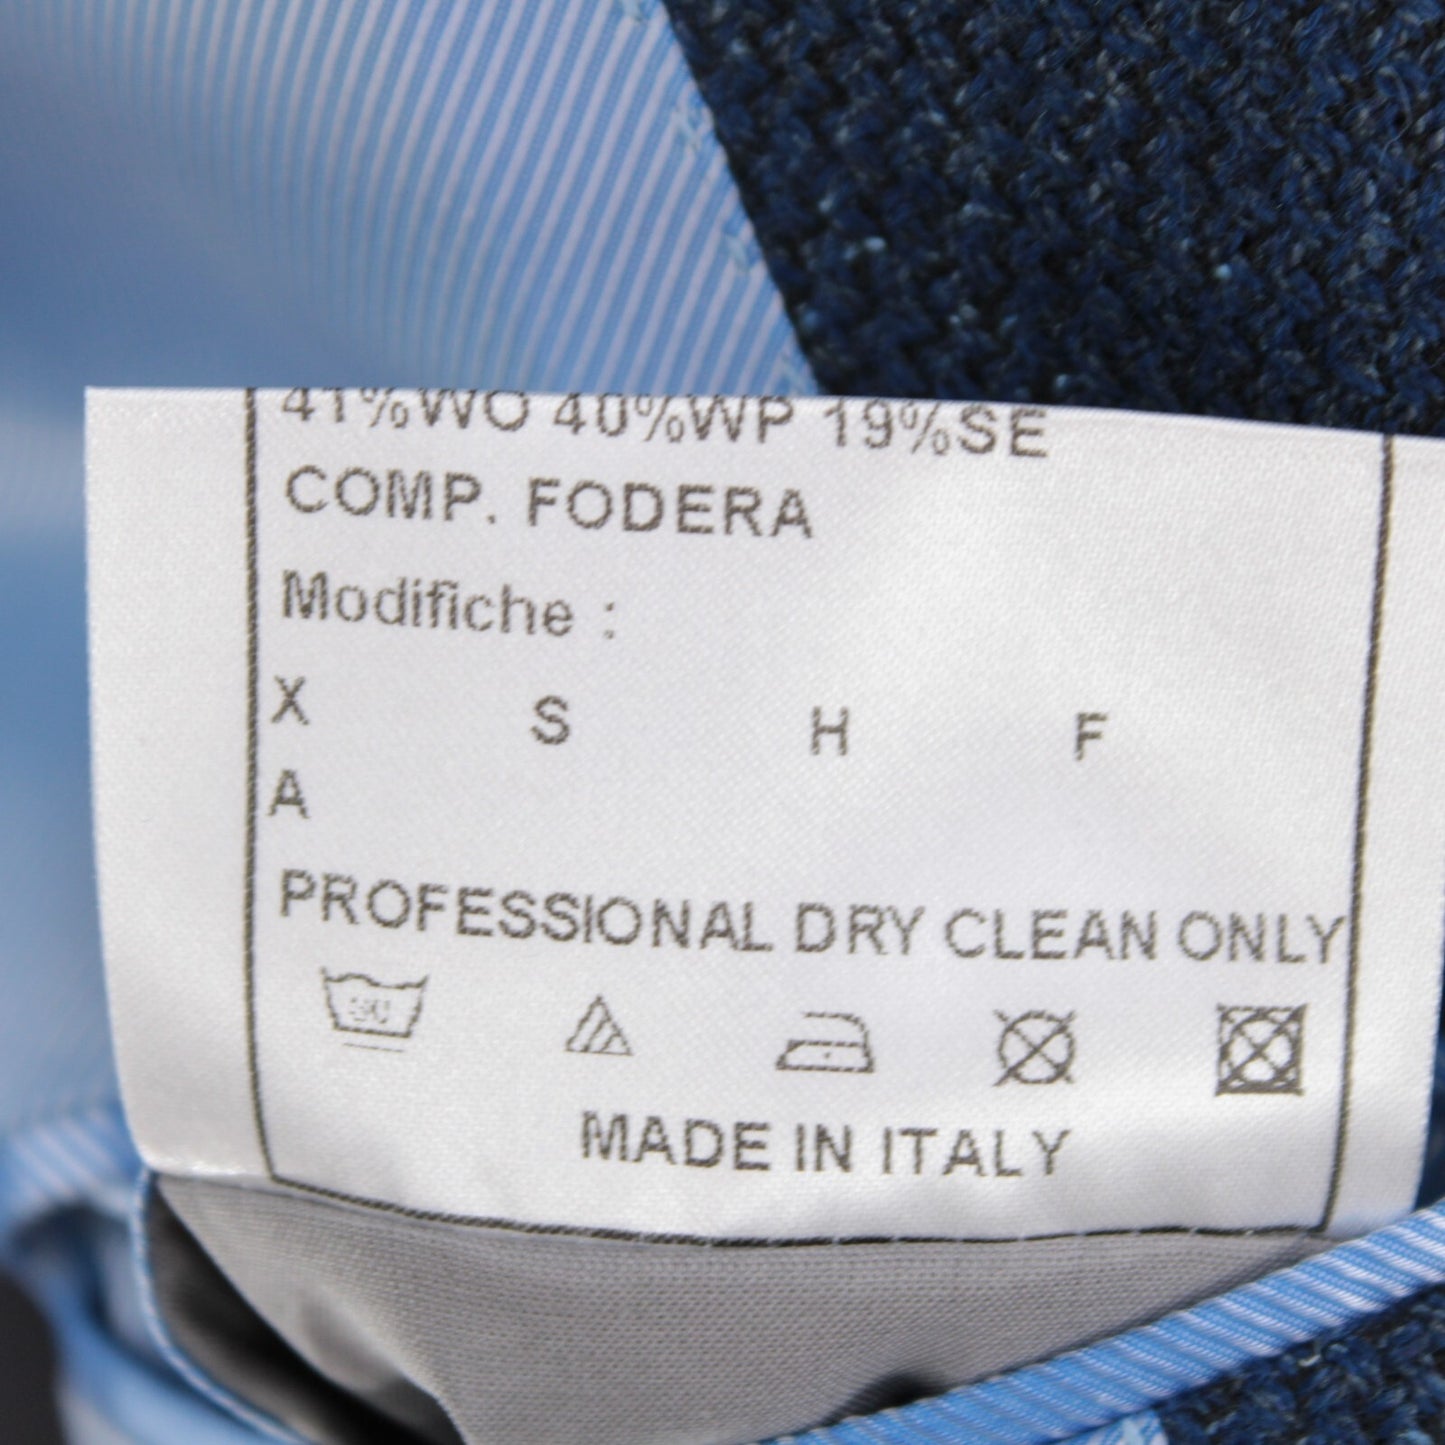 41%WO 40%WP 19%SE
COMP. FODERA
Modifiche :
X S H F
A
PROFESSIONAL DRY CLEAN ONLY
MADE IN ITALY